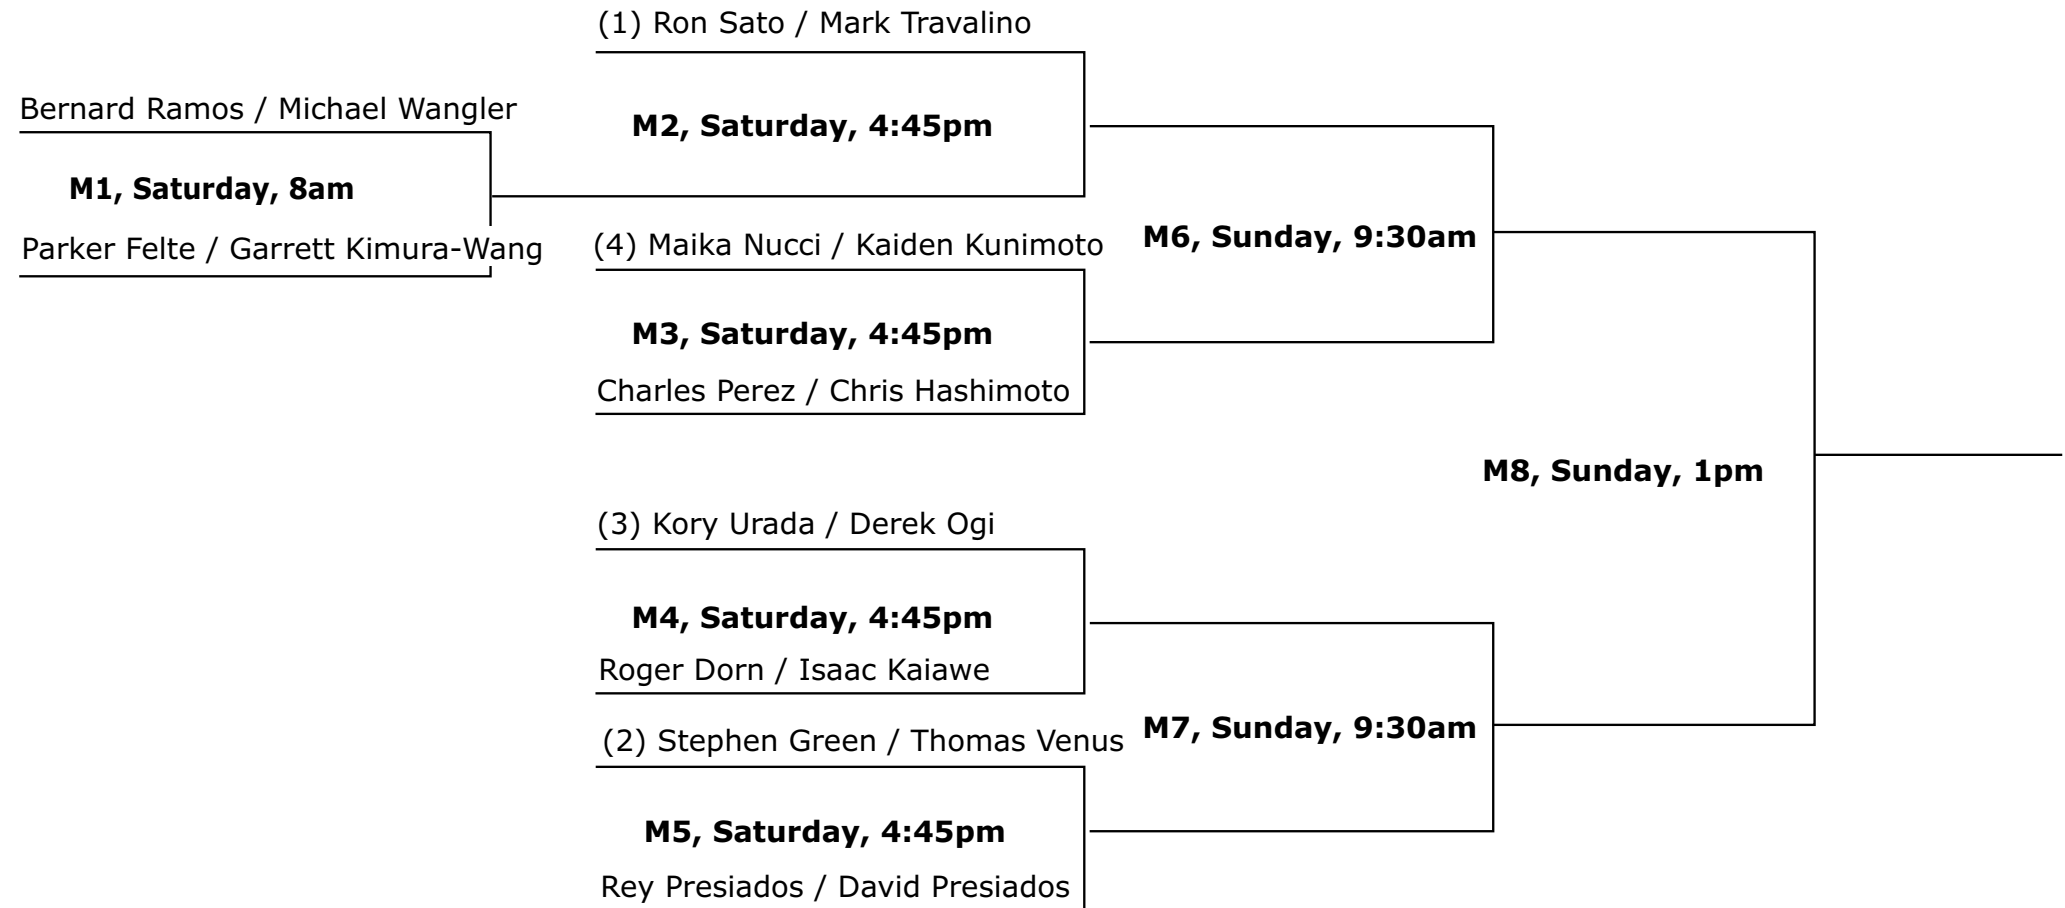 (1) Ron Sato / Mark Travalino
Bernard Ramos / Michael Wangler
M2, Saturday, 4:45pm
M1, Saturday, 8am
Parker Felte / Garrett Kimura-Wang
(4) Maika Nucci / Kaiden Kunimoto
M6, Sunday, 9:30am
M3, Saturday, 4:45pm
Charles Perez / Chris Hashimoto
M8, Sunday, 1pm
(3) Kory Urada / Derek Ogi
M4, Saturday, 4:45pm
Roger Dorn / Isaac Kaiawe
(2) Stephen Green / Thomas Venus
M7, Sunday, 9:30am
M5, Saturday, 4:45pm
Rey Presiados / David Presiados